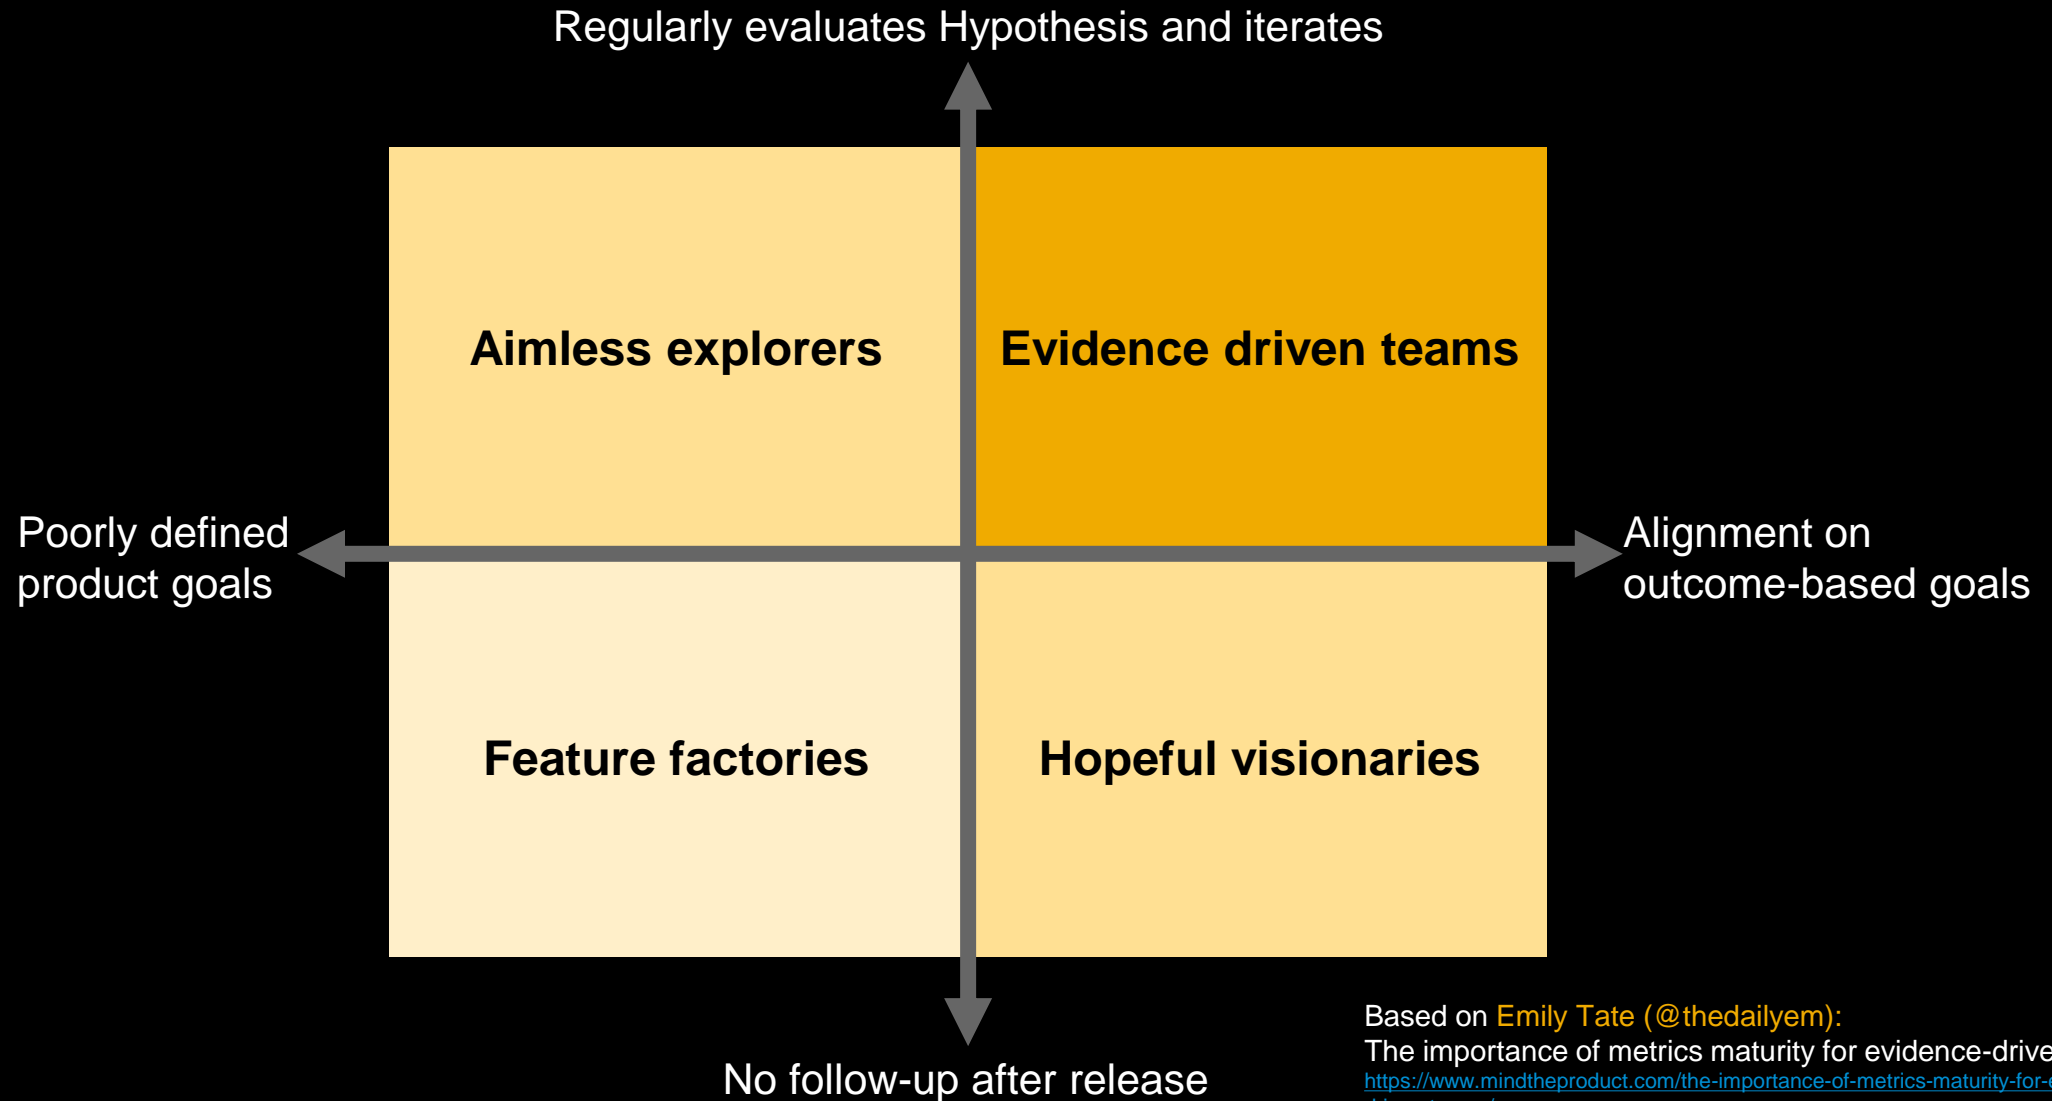 Regularly evaluates Hypothesis and iterates
Aimless explorers
Evidence driven teams
Poorly defined
product goals
Alignment on
outcome-based goals
Feature factories
Hopeful visionaries
No follow-up after release
Based on Emily Tate (@thedailyem):
The importance of metrics maturity for evidence-drive
https://www.mindtheproduct.com/the-importance-of-metrics-maturity-for-e